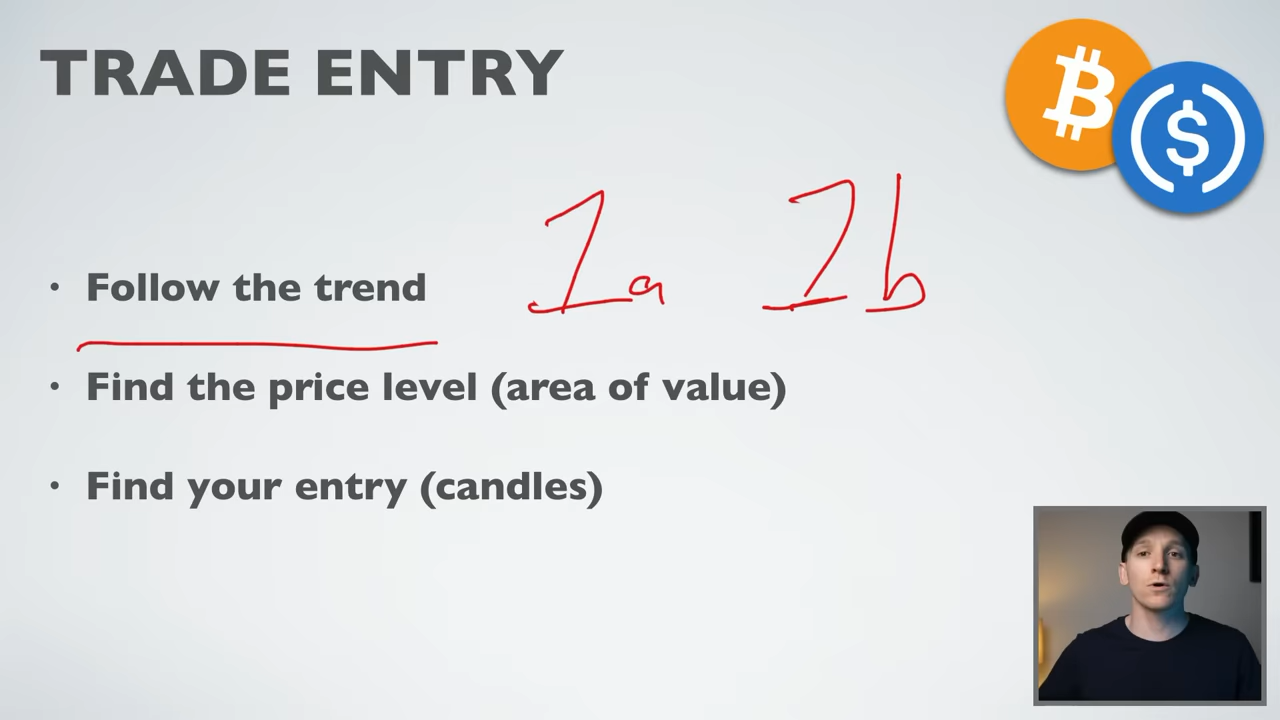 TRADE ENTRY
• Follow the trend 1a 1b
• Find the price level (area of value)
• Find your entry (candles)